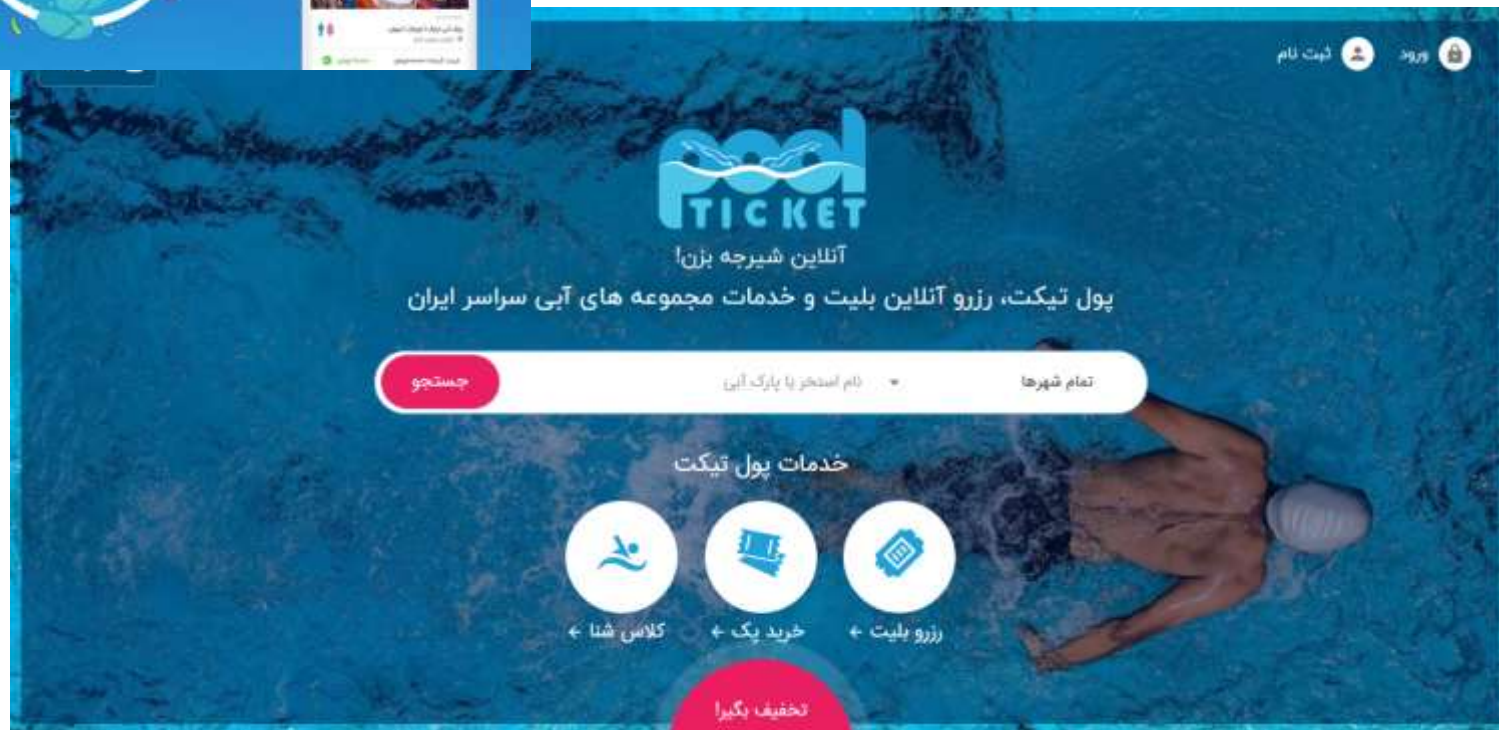 ورود
ثبت نام
pool
TICKET
آنلاین شیرجه بزن!
پول تیکت، رزرو آنلاین بلیت و خدمات مجموعه های آبی سراسر ایران
تمام شهرها
نام استخر یا پارک آبی
جستجو
خدمات پول تیکت
رزرو بلیت ←
خرید پک ←
کلاس شنا ←
تخفیف بگیر!